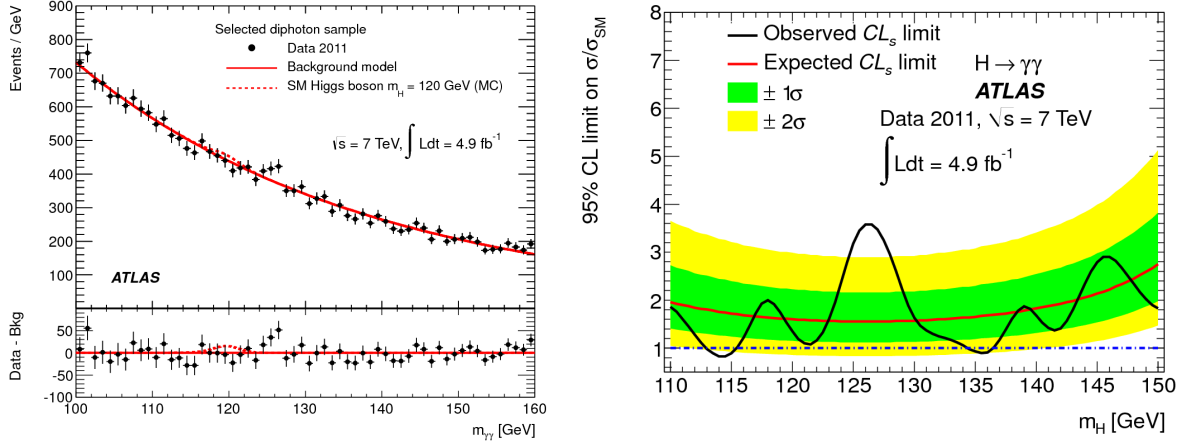 Selected diphoton sample
Data 2011
Background model
SM Higgs boson m_H = 120 GeV (MC)
√s = 7 TeV, ∫ Ldt = 4.9 fb⁻¹
ATLAS
Events / GeV
900
800
700
600
500
400
300
200
100
Data - Bkg
50
0
-50
-100
100
110
120
130
140
150
160
m_γγ [GeV]
95% CL limit on σ/σ_SM
8
7
6
5
4
3
2
1
Observed CL_s limit
Expected CL_s limit
± 1σ
± 2σ
H → γγ
ATLAS
Data 2011, √s = 7 TeV
∫ Ldt = 4.9 fb⁻¹
110
115
120
125
130
135
140
145
150
m_H [GeV]